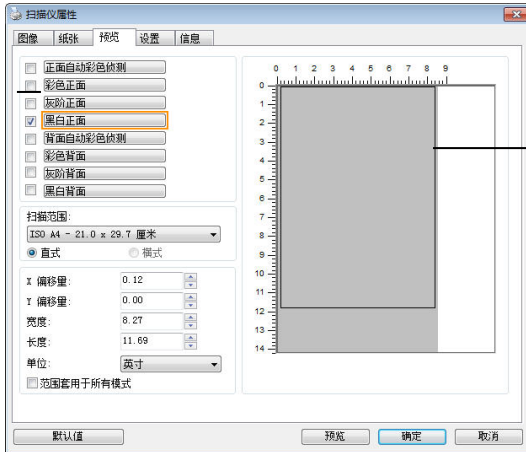 扫描仪属性
图像 纸张 预览 设置 信息
正面自动彩色侦测
彩色正面
灰阶正面
黑白正面
背面自动彩色侦测
彩色背面
灰阶背面
黑白背面
扫描范围:
ISO A4 - 21.0 x 29.7 厘米
直式 横式
X 偏移量: 0.12
Y 偏移量: 0.00
宽度: 8.27
长度: 11.69
单位: 英寸
范围套用于所有模式
0 1 2 3 4 5 6 7 8 9
0
1
2
3
4
5
6
7
8
9
10
11
12
13
14
默认值 预览 确定 取消